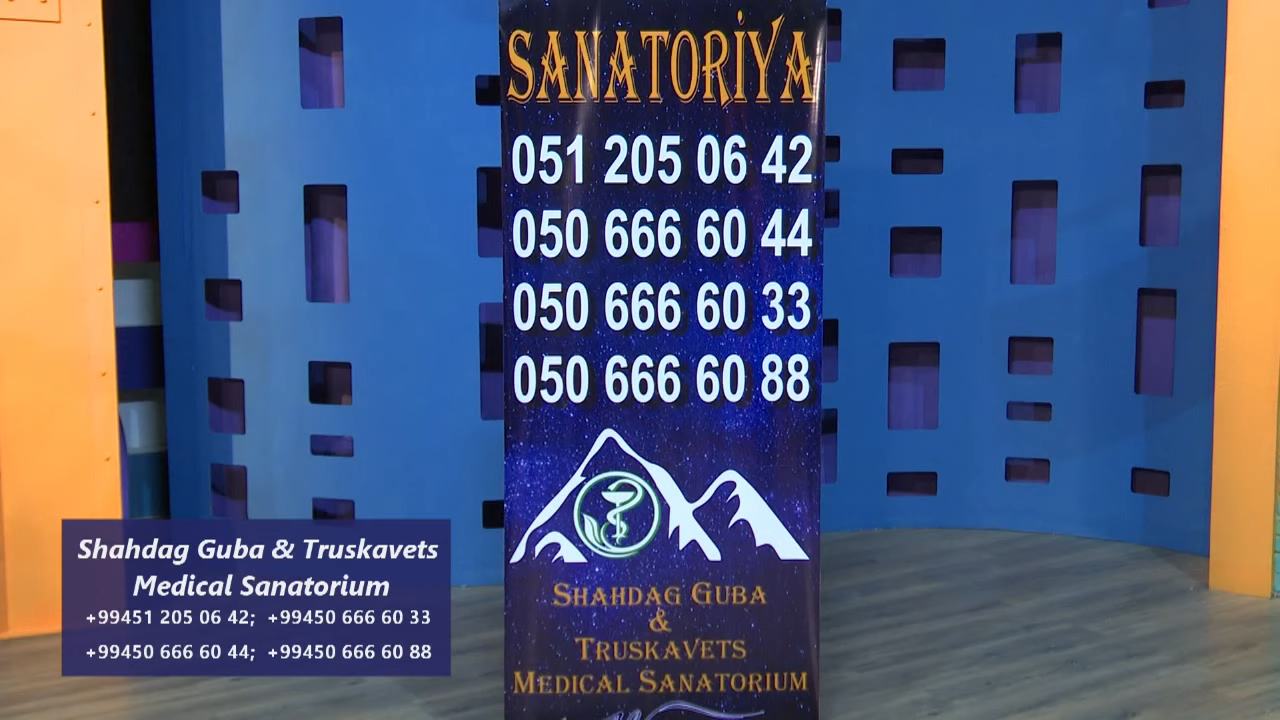 SANATORİYA
051 205 06 42
050 666 60 44
050 666 60 33
050 666 60 88
SHAHDAG GUBA
&
TRUSKAVETS
MEDICAL SANATORIUM
Shahdag Guba & Truskavets
Medical Sanatorium
+99451 205 06 42; +99450 666 60 33
+99450 666 60 44; +99450 666 60 88